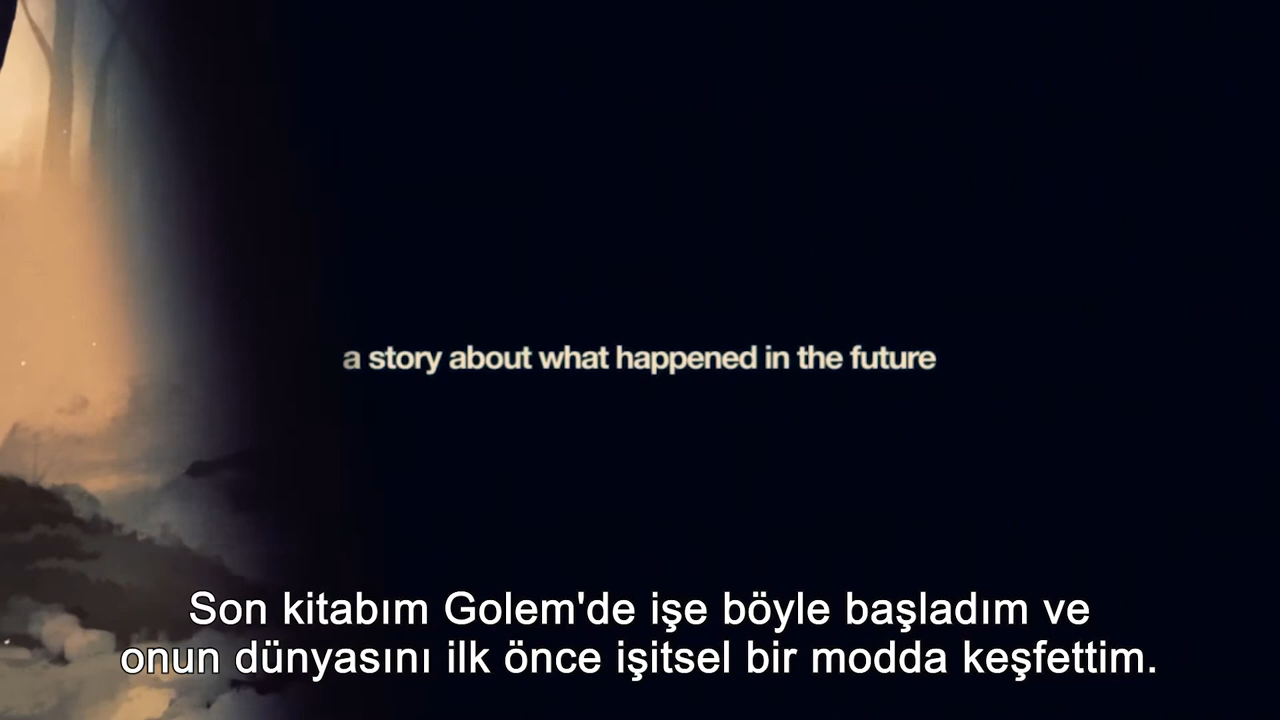 a story about what happened in the future
Son kitabım Golem'de işe böyle başladım ve
onun dünyasını ilk önce işitsel bir modda keşfettim.